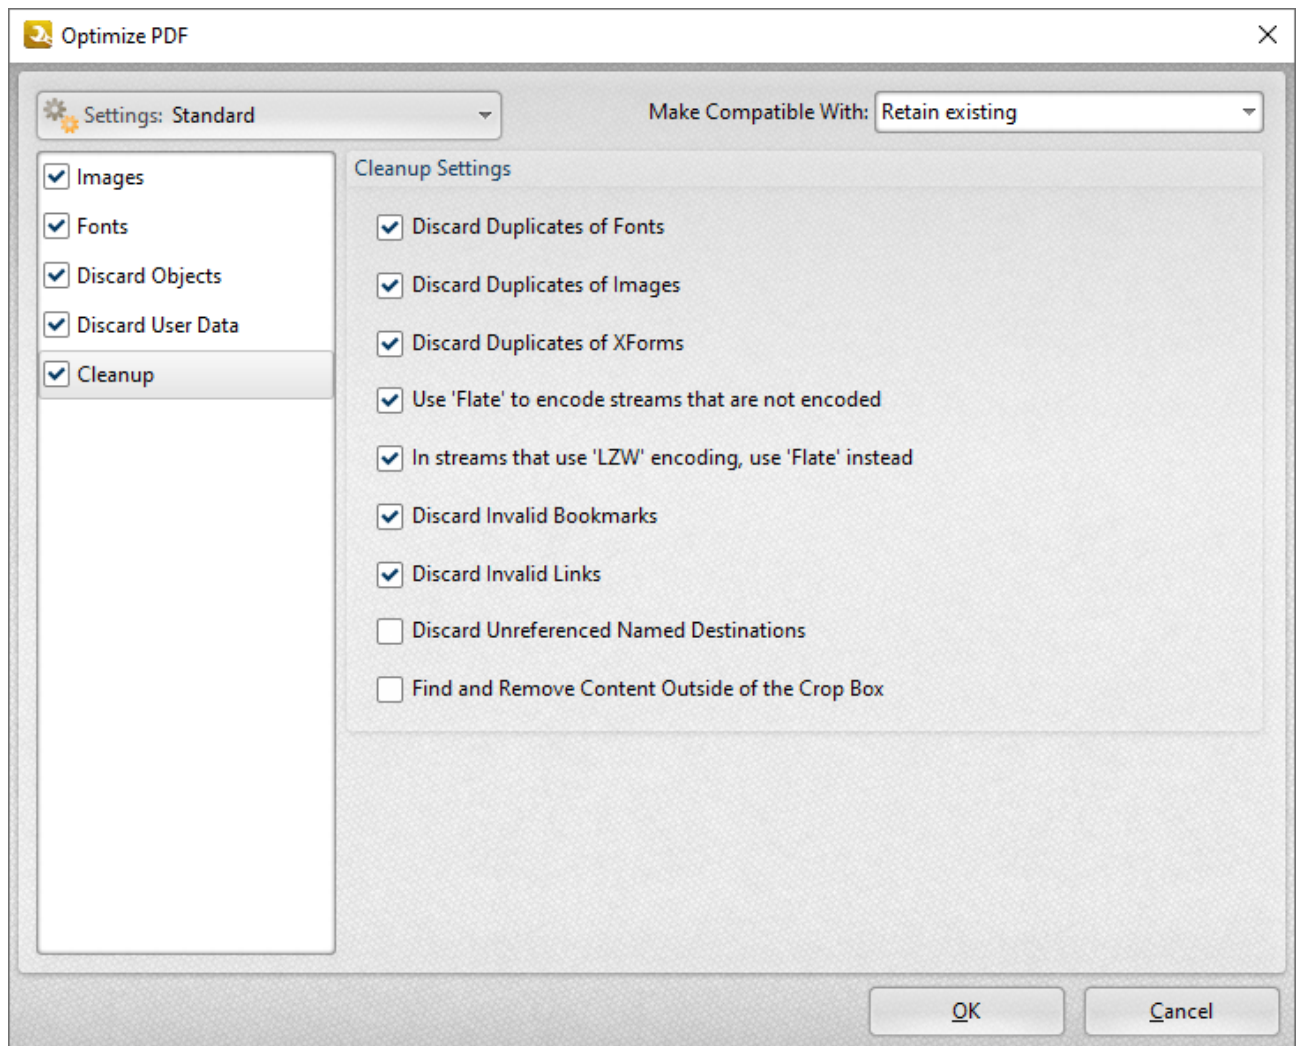 Optimize PDF
Settings: Standard
Make Compatible With: Retain existing
Images
Fonts
Discard Objects
Discard User Data
Cleanup
Cleanup Settings
Discard Duplicates of Fonts
Discard Duplicates of Images
Discard Duplicates of XForms
Use 'Flate' to encode streams that are not encoded
In streams that use 'LZW' encoding, use 'Flate' instead
Discard Invalid Bookmarks
Discard Invalid Links
Discard Unreferenced Named Destinations
Find and Remove Content Outside of the Crop Box
OK
Cancel